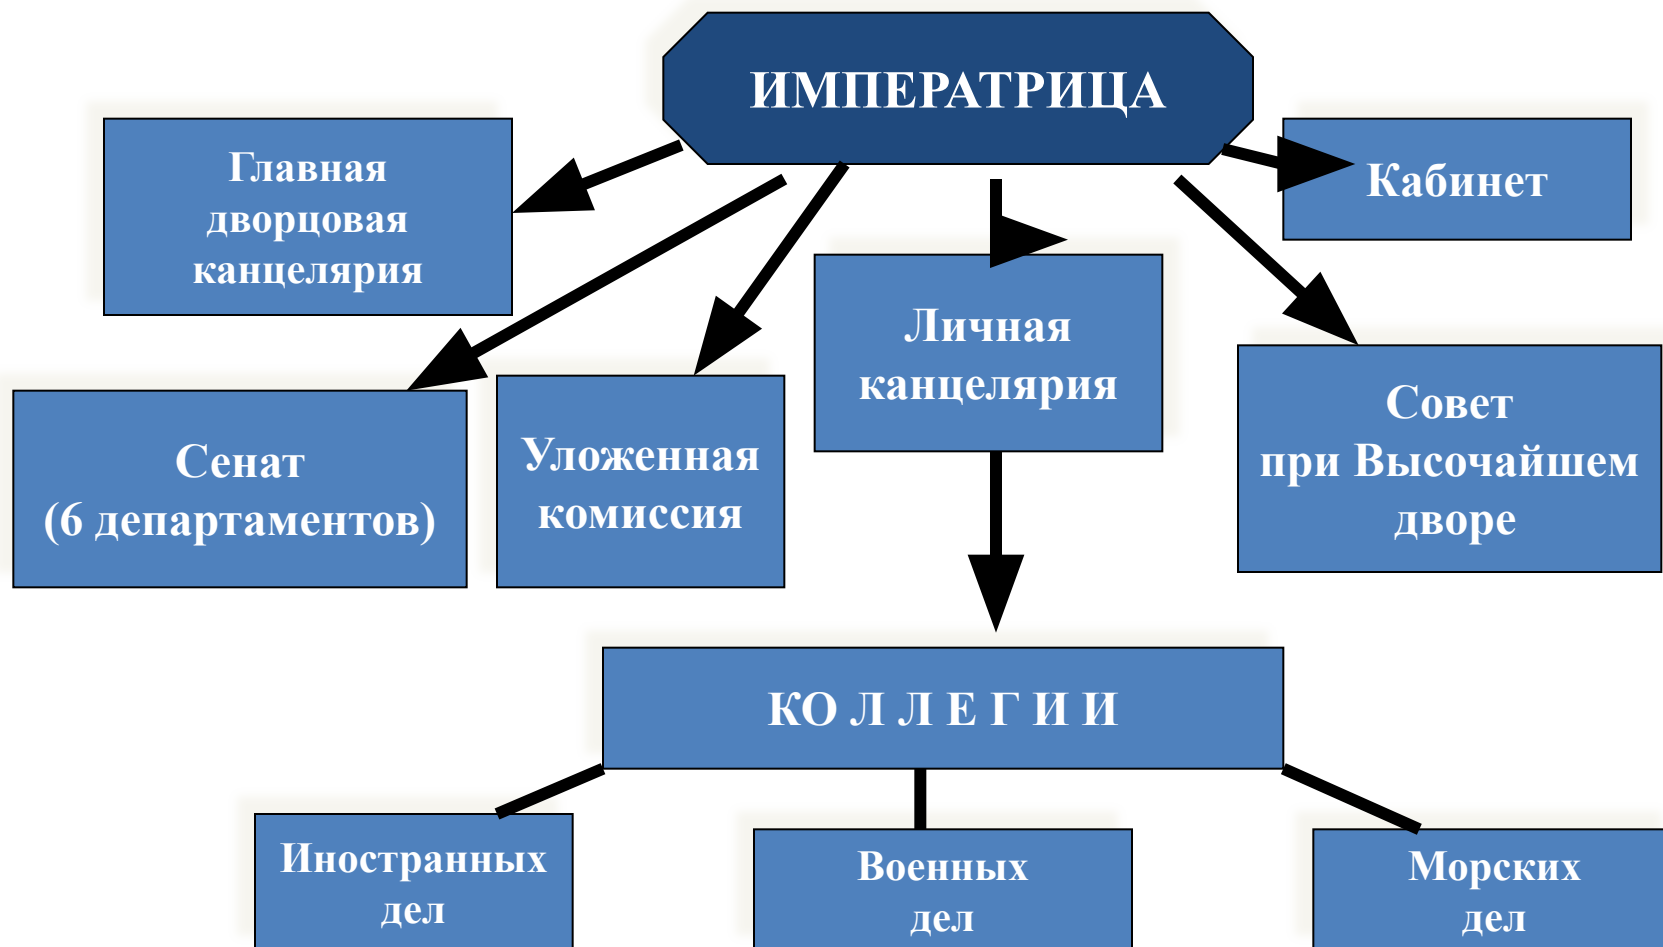 ИМПЕРАТРИЦА
Главная
дворцовая
канцелярия
Кабинет
Сенат
(6 департаментов)
Уложенная
комиссия
Личная
канцелярия
Совет
при Высочайшем
дворе
КО Л Л Е Г И И
Иностранных
дел
Военных
дел
Морских
дел